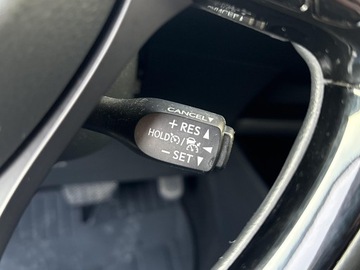 CANCEL▼
+ RES ▲
HOLD /
− SET ▼